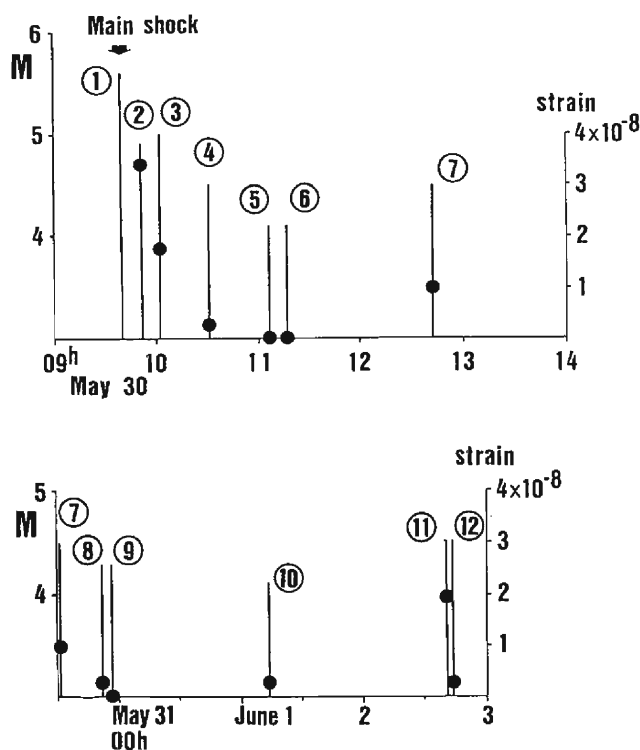 Main shock
6
M
5
4
① ② ③ ④ ⑤ ⑥ ⑦
strain
4×10⁻⁸
3
2
1
09ʰ 10 11 12 13 14
May 30
5
M
4
⑦ ⑧ ⑨ ⑩ ⑪ ⑫
strain
4×10⁻⁸
3
2
1
May 31 June 1 2 3
00h